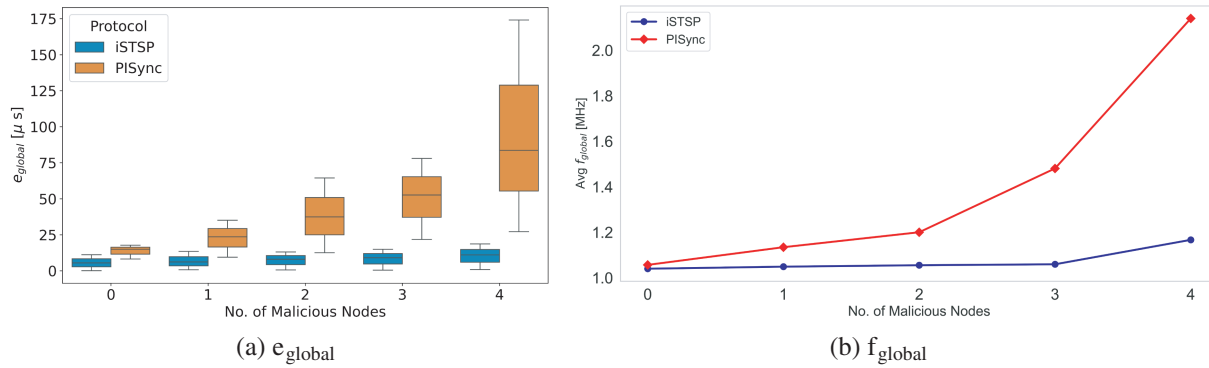 175
150
125
100
75
50
25
0
e_global [μ s]
Protocol
iSTSP
PISync
0 1 2 3 4
No. of Malicious Nodes
(a) e_global
2.0
1.8
1.6
1.4
1.2
1.0
Avg f_global [MHz]
iSTSP
PISync
0 1 2 3 4
No. of Malicious Nodes
(b) f_global